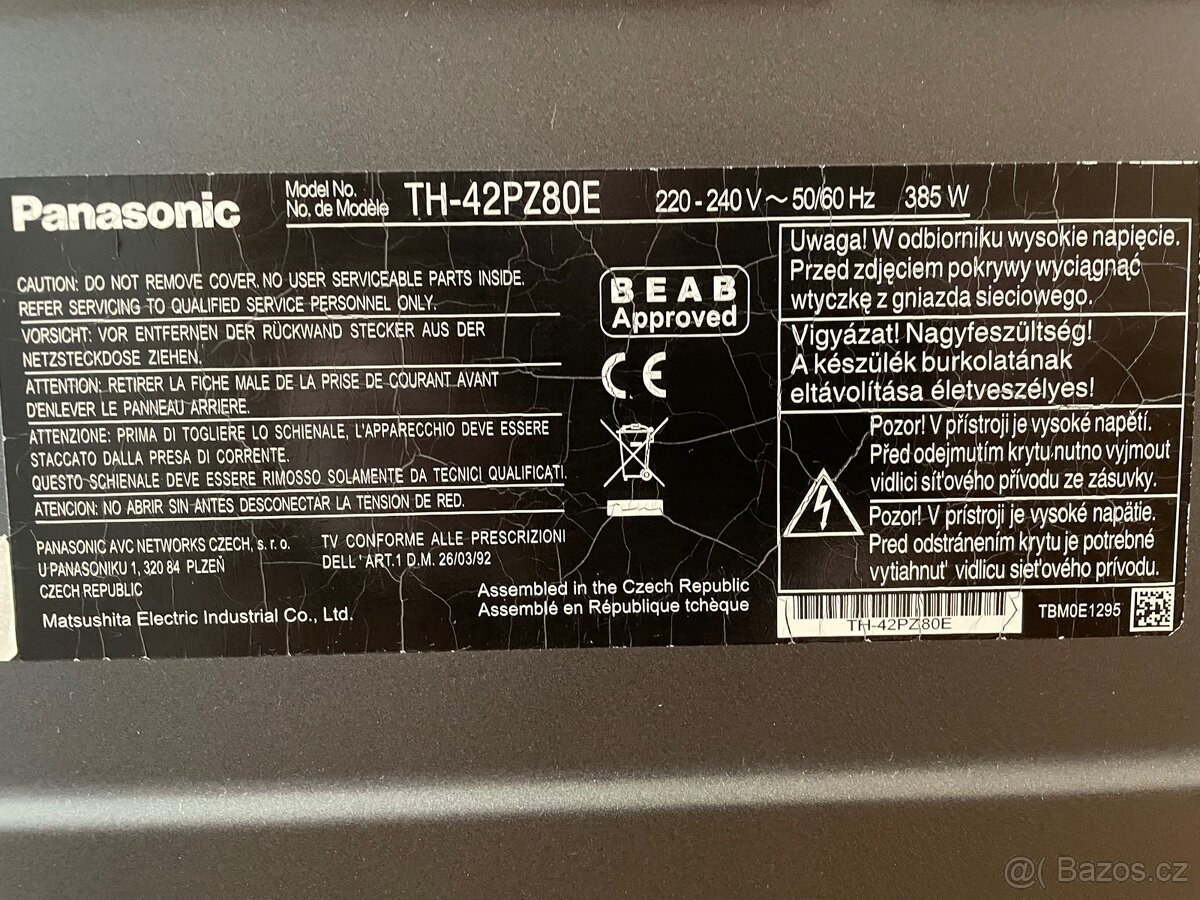 Panasonic
Model No.
No. de Modèle
TH-42PZ80E
220 - 240 V ~ 50/60 Hz 385 W
CAUTION: DO NOT REMOVE COVER. NO USER SERVICEABLE PARTS INSIDE.
REFER SERVICING TO QUALIFIED SERVICE PERSONNEL ONLY.
VORSICHT: VOR ENTFERNEN DER RÜCKWAND STECKER AUS DER
NETZSTECKDOSE ZIEHEN.
ATTENTION: RETIRER LA FICHE MALE DE LA PRISE DE COURANT AVANT
D'ENLEVER LE PANNEAU ARRIERE.
ATTENZIONE: PRIMA DI TOGLIERE LO SCHIENALE, L'APPARECCHIO DEVE ESSERE
STACCATO DALLA PRESA DI CORRENTE.
QUESTO SCHIENALE DEVE ESSERE RIMOSSO SOLAMENTE DA TECNICI QUALIFICATI
ATENCION: NO ABRIR SIN ANTES DESCONECTAR LA TENSION DE RED.
PANASONIC AVC NETWORKS CZECH, s. r. o.
U PANASONIKU 1, 320 84 PLZEŇ
CZECH REPUBLIC
TV CONFORME ALLE PRESCRIZIONI
DELL' ART.1 D.M. 26/03/92
Matsushita Electric Industrial Co., Ltd.
Assembled in the Czech Republic
Assemblé en République tchèque
BEAB
Approved
CE
Uwaga! W odbiorniku wysokie napięcie.
Przed zdjęciem pokrywy wyciągnąć
wtyczkę z gniazda sieciowego.
Vigyázat! Nagyfeszültség!
A készülék burkolatának
eltávolítása életveszélyes!
Pozor! V přístroji je vysoké napětí.
Před odejmutím krytu nutno vyjmout
vidlici síťového přívodu ze zásuvky.
Pozor! V prístroji je vysoké napätie.
Pred odstránením krytu je potrebné
vytiahnuť vidlicu sieťového prívodu.
TH-42PZ80E
TBM0E1295
@( Bazos.cz